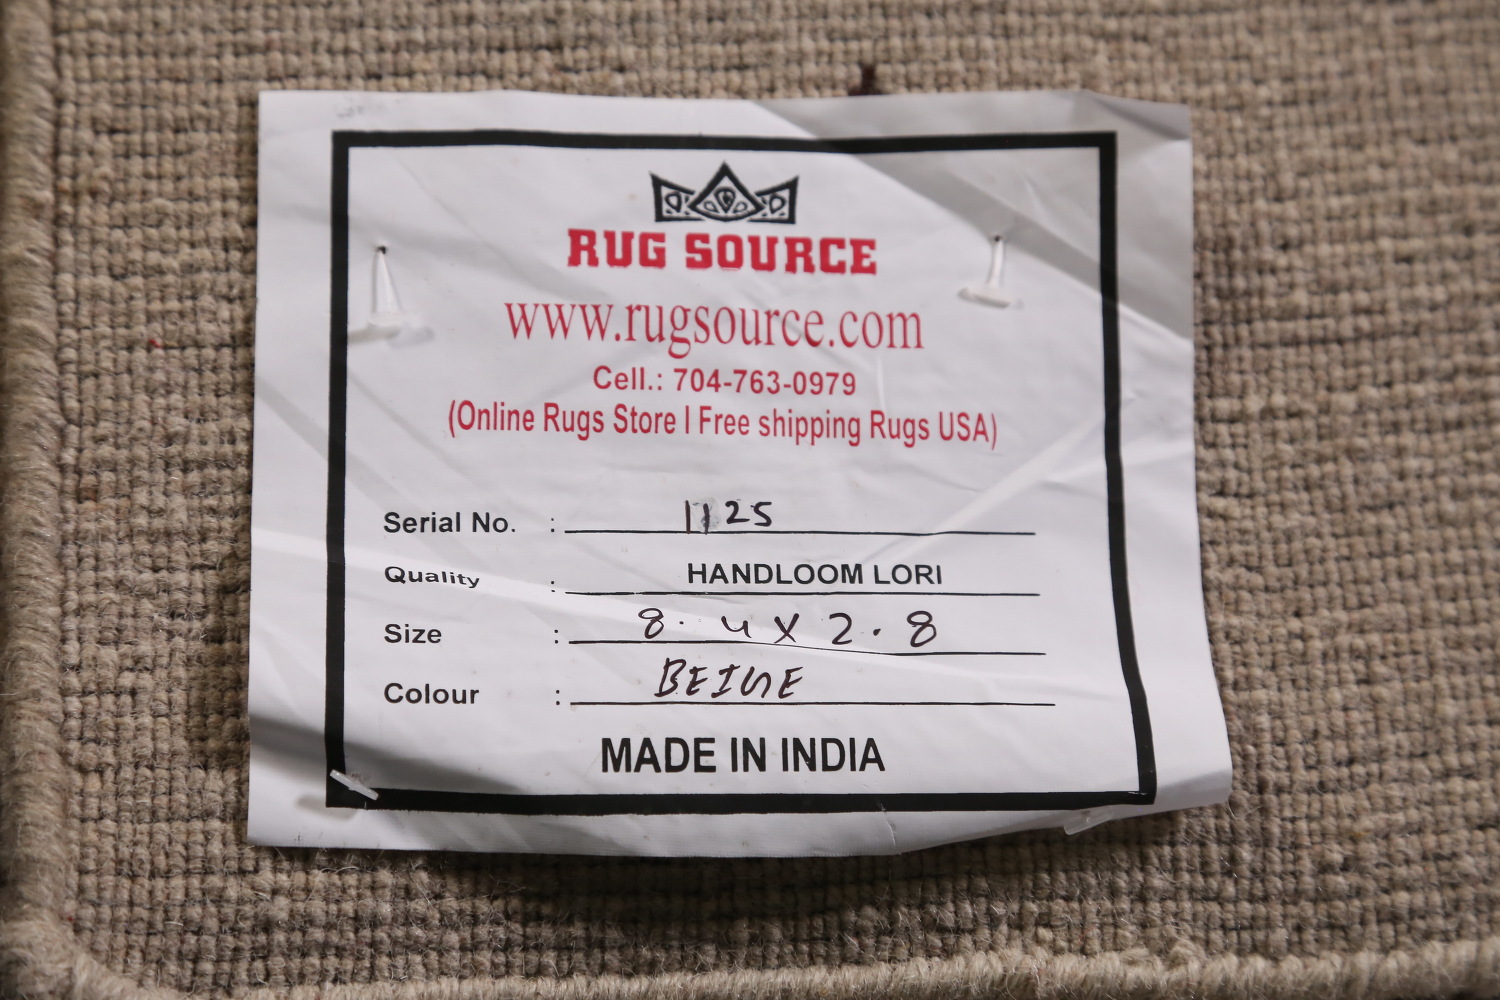 RUG SOURCE
www.rugsource.com
Cell.: 704-763-0979
(Online Rugs Store I Free shipping Rugs USA)
Serial No. : 1125
Quality : HANDLOOM LORI
Size : 8.4 X 2.8
Colour : BEIGE
MADE IN INDIA